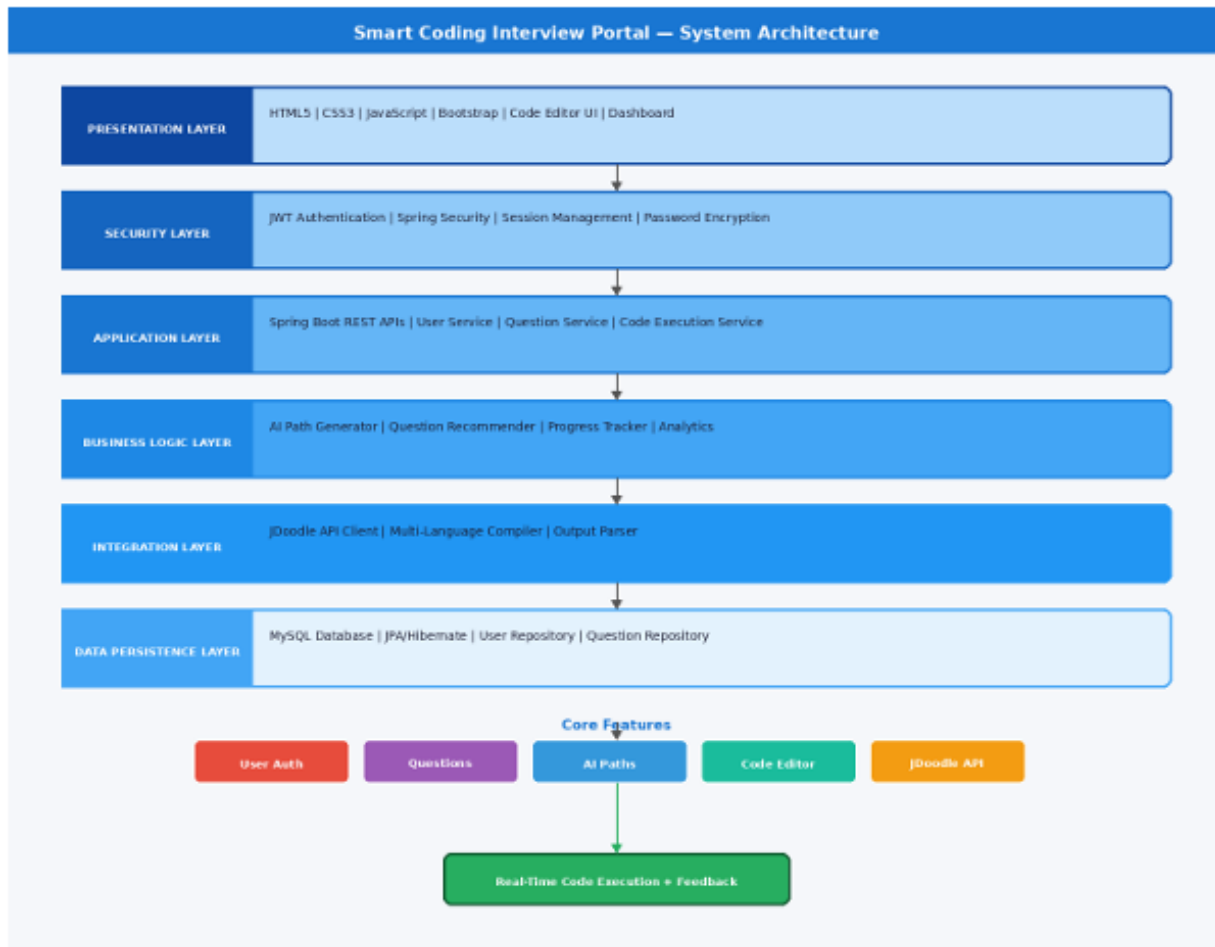 Smart Coding Interview Portal — System Architecture
PRESENTATION LAYER
HTML5 | CSS3 | JavaScript | Bootstrap | Code Editor UI | Dashboard
SECURITY LAYER
JWT Authentication | Spring Security | Session Management | Password Encryption
APPLICATION LAYER
Spring Boot REST APIs | User Service | Question Service | Code Execution Service
BUSINESS LOGIC LAYER
AI Path Generator | Question Recommender | Progress Tracker | Analytics
INTEGRATION LAYER
JDoodle API Client | Multi-Language Compiler | Output Parser
DATA PERSISTENCE LAYER
MySQL Database | JPA/Hibernate | User Repository | Question Repository
Core Features
User Auth
Questions
AI Paths
Code Editor
JDoodle API
Real-Time Code Execution + Feedback